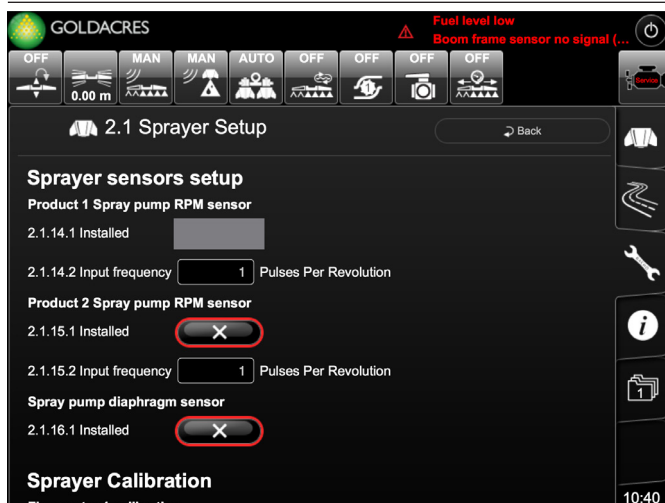 GOLDACRES
Fuel level low
Boom frame sensor no signal (...
OFF
MAN
MAN
AUTO
OFF
OFF
OFF
OFF
0.00 m
1
Service
2.1 Sprayer Setup
Back
Sprayer sensors setup
Product 1 Spray pump RPM sensor
2.1.14.1 Installed
2.1.14.2 Input frequency 1 Pulses Per Revolution
Product 2 Spray pump RPM sensor
2.1.15.1 Installed
2.1.15.2 Input frequency 1 Pulses Per Revolution
Spray pump diaphragm sensor
2.1.16.1 Installed
Sprayer Calibration
i
1
10:40